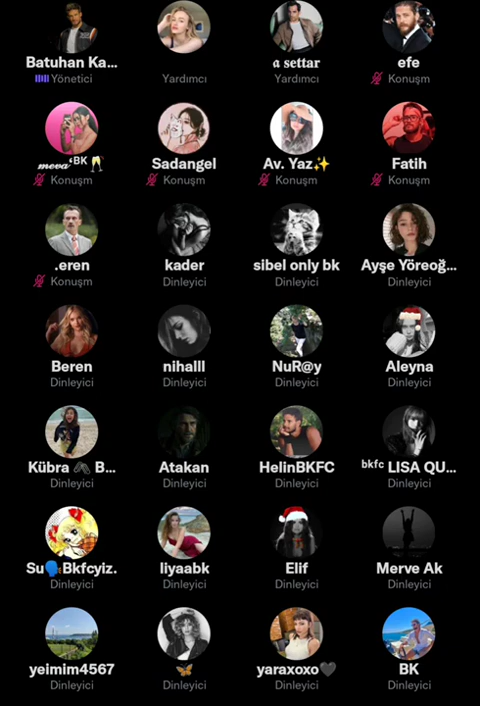 Batuhan Ka...
Yönetici
Yardımcı
a settar
Yardımcı
efe
Konuşm
meva‘BK 🥂
Konuşm
Sadangel
Konuşm
Av. Yaz✨
Konuşm
Fatih
Konuşm
.eren
Konuşm
kader
Dinleyici
sibel only bk
Dinleyici
Ayşe Yöreoğ...
Dinleyici
Beren
Dinleyici
nihalll
Dinleyici
NuR@y
Dinleyici
Aleyna
Dinleyici
Kübra 🎮 B...
Dinleyici
Atakan
Dinleyici
HelinBKFC
Dinleyici
ᵇᵏᶠᶜ LISA QU...
Dinleyici
Su🗣️Bkfcyiz.
Dinleyici
liyaabk
Dinleyici
Elif
Dinleyici
Merve Ak
Dinleyici
yeimim4567
Dinleyici
🦋
Dinleyici
yaraxoxo🖤
Dinleyici
BK
Dinleyici